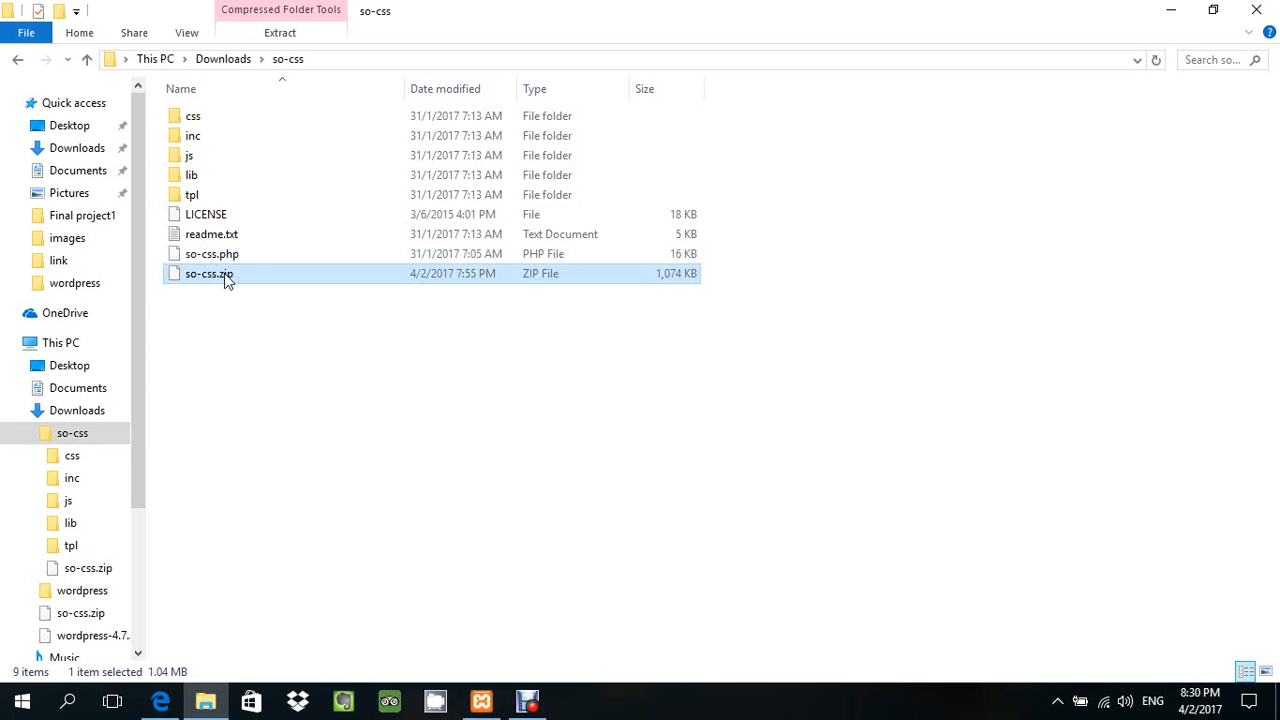 Compressed Folder Tools
so-css
File
Home
Share
View
Extract
This PC
Downloads
so-css
Search so...
Name
Date modified
Type
Size
css
31/1/2017 7:13 AM
File folder
inc
31/1/2017 7:13 AM
File folder
js
31/1/2017 7:13 AM
File folder
lib
31/1/2017 7:13 AM
File folder
tpl
31/1/2017 7:13 AM
File folder
LICENSE
3/6/2015 4:01 PM
File
18 KB
readme.txt
31/1/2017 7:13 AM
Text Document
5 KB
so-css.php
31/1/2017 7:05 AM
PHP File
16 KB
so-css.zip
4/2/2017 7:55 PM
ZIP File
1,074 KB
Quick access
Desktop
Downloads
Documents
Pictures
Final project1
images
link
wordpress
OneDrive
This PC
Desktop
Documents
Downloads
so-css
css
inc
js
lib
tpl
so-css.zip
wordpress
so-css.zip
wordpress-4.7.
Music
9 items
1 item selected 1.04 MB
ENG
8:30 PM
4/2/2017